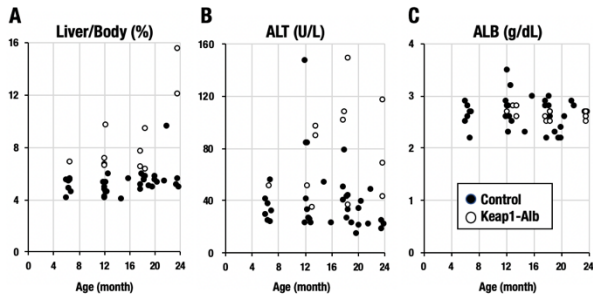 A
Liver/Body (%)
16
12
8
4
0
0 4 8 12 16 20 24
Age (month)
B
ALT (U/L)
160
120
80
40
0
0 4 8 12 16 20 24
Age (month)
C
ALB (g/dL)
4
3
2
1
0
Control
Keap1-Alb
0 4 8 12 16 20 24
Age (month)